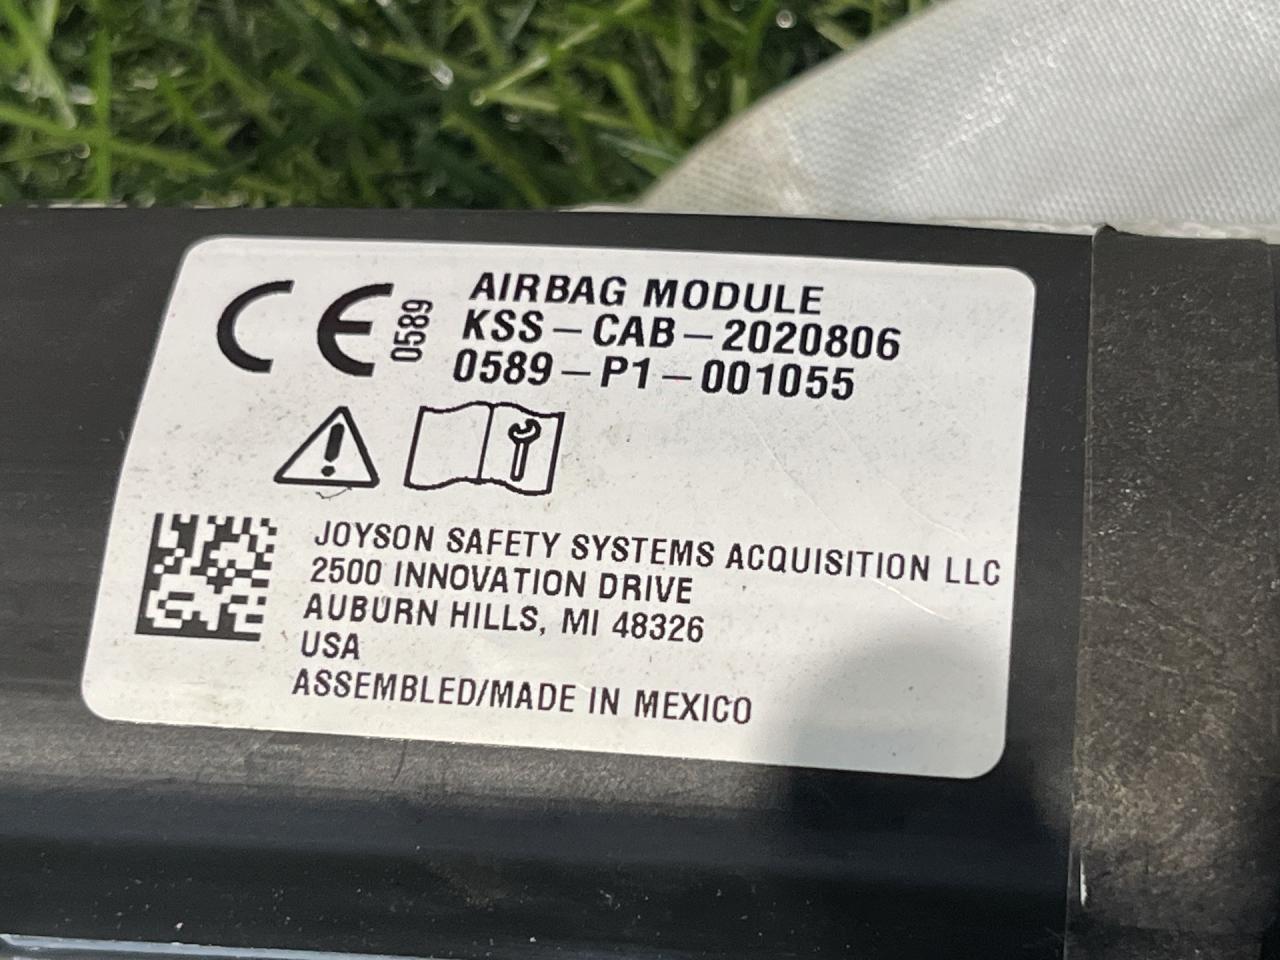 CE 0589
AIRBAG MODULE
KSS-CAB-2020806
0589-P1-001055
JOYSON SAFETY SYSTEMS ACQUISITION LLC
2500 INNOVATION DRIVE
AUBURN HILLS, MI 48326
USA
ASSEMBLED/MADE IN MEXICO